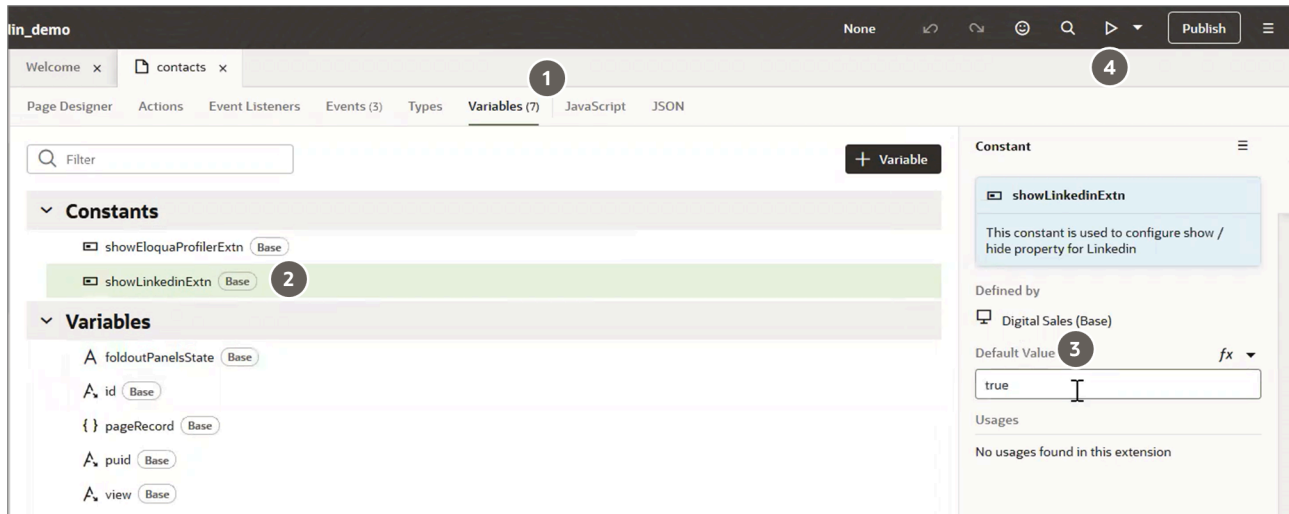 lin_demo
None
Publish
Welcome x
contacts x
1
4
Page Designer
Actions
Event Listeners
Events (3)
Types
Variables (7)
JavaScript
JSON
Filter
+ Variable
Constants
showEloquaProfilerExtn Base
showLinkedinExtn Base
2
Variables
foldoutPanelsState Base
id Base
{ } pageRecord Base
puid Base
view Base
Constant
showLinkedinExtn
This constant is used to configure show /
hide property for Linkedin
Defined by
Digital Sales (Base)
Default Value
3
fx
true
Usages
No usages found in this extension